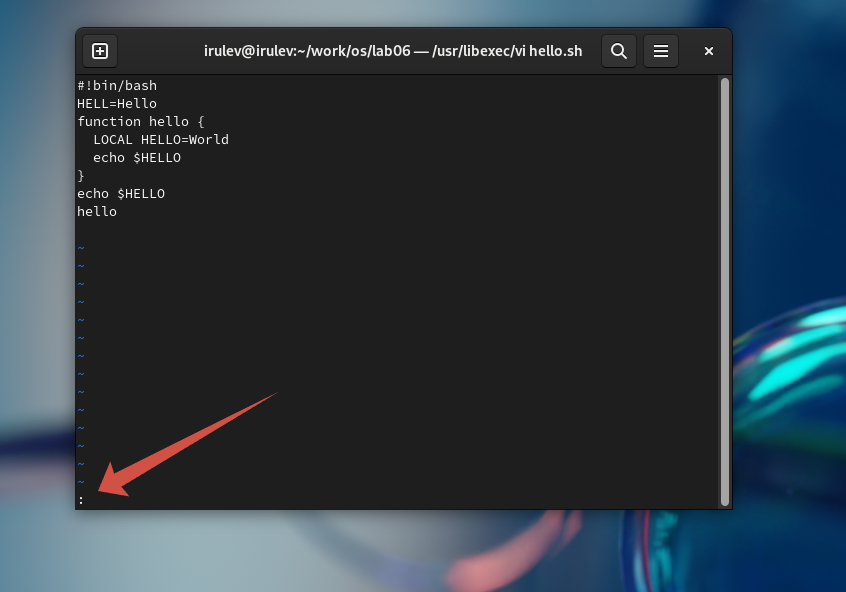 irulev@irulev:~/work/os/lab06 — /usr/libexec/vi hello.sh
#!bin/bash
HELL=Hello
function hello {
  LOCAL HELLO=World
  echo $HELLO
}
echo $HELLO
hello

~
~
~
~
~
~
~
~
~
~
~
~
~
~
: